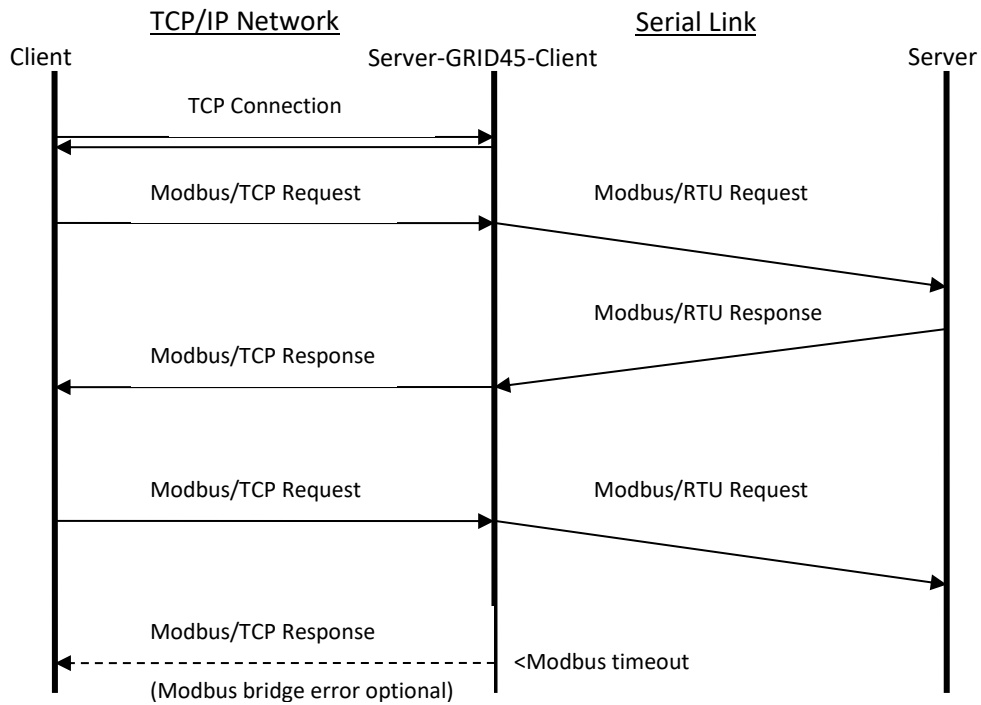 TCP/IP Network
Serial Link
Client
Server-GRID45-Client
Server
TCP Connection
Modbus/TCP Request
Modbus/RTU Request
Modbus/RTU Response
Modbus/TCP Response
Modbus/TCP Request
Modbus/RTU Request
Modbus/TCP Response
<Modbus timeout
(Modbus bridge error optional)